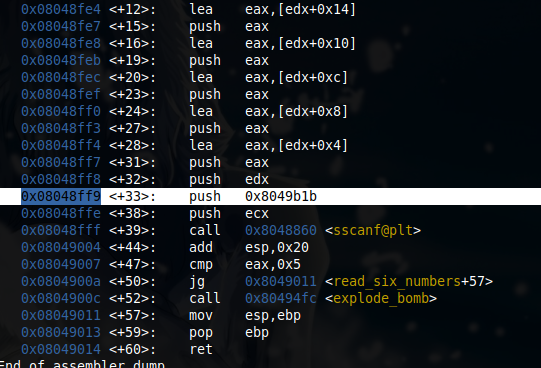 0x08048fe4 <+12>: lea eax,[edx+0x14]
0x08048fe7 <+15>: push eax
0x08048fe8 <+16>: lea eax,[edx+0x10]
0x08048feb <+19>: push eax
0x08048fec <+20>: lea eax,[edx+0xc]
0x08048fef <+23>: push eax
0x08048ff0 <+24>: lea eax,[edx+0x8]
0x08048ff3 <+27>: push eax
0x08048ff4 <+28>: lea eax,[edx+0x4]
0x08048ff7 <+31>: push eax
0x08048ff8 <+32>: push edx
0x08048ff9 <+33>: push 0x8049b1b
0x08048ffe <+38>: push ecx
0x08048fff <+39>: call 0x8048860 <sscanf@plt>
0x08049004 <+44>: add esp,0x20
0x08049007 <+47>: cmp eax,0x5
0x0804900a <+50>: jg 0x8049011 <read_six_numbers+57>
0x0804900c <+52>: call 0x80494fc <explode_bomb>
0x08049011 <+57>: mov esp,ebp
0x08049013 <+59>: pop ebp
0x08049014 <+60>: ret
End of assembler dump